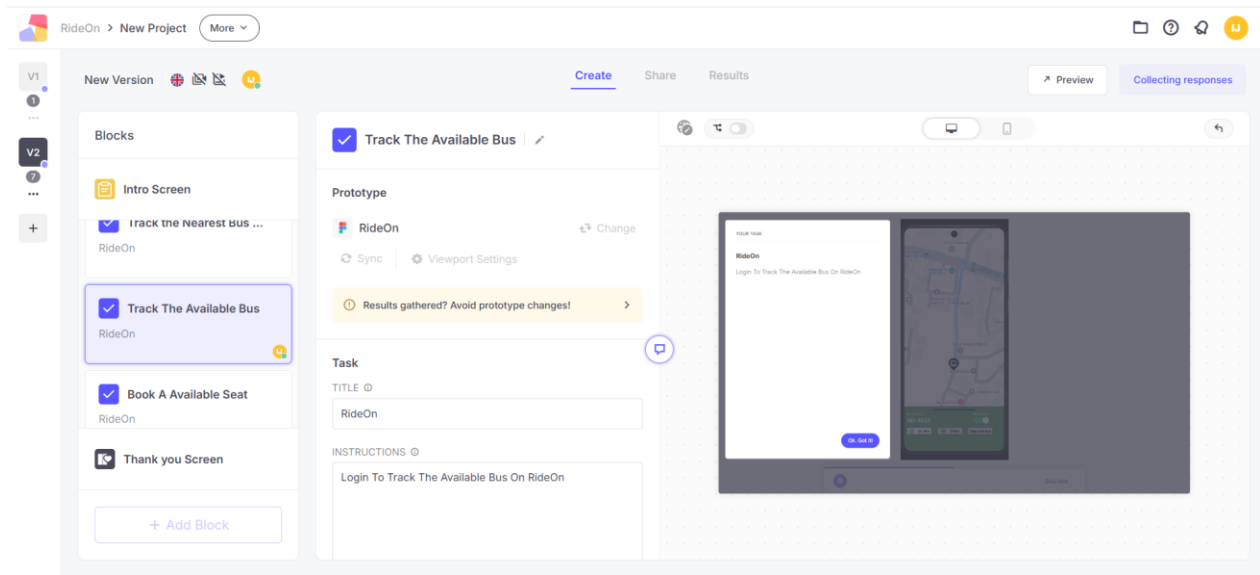 RideOn > New Project More
IJ
V1
1
V2
7
+
New Version
IJ
Create Share Results
Preview
Collecting responses
Blocks
Intro Screen
Track the Nearest Bus ...
RideOn
Track The Available Bus
RideOn
IJ
Book A Available Seat
RideOn
Thank you Screen
+ Add Block
Track The Available Bus
Prototype
RideOn
Change
Sync
Viewport Settings
Results gathered? Avoid prototype changes!
Task
TITLE
RideOn
INSTRUCTIONS
Login To Track The Available Bus On RideOn
YOUR TASK
RideOn
Login To Track The Available Bus On RideOn
Ok, Got It!